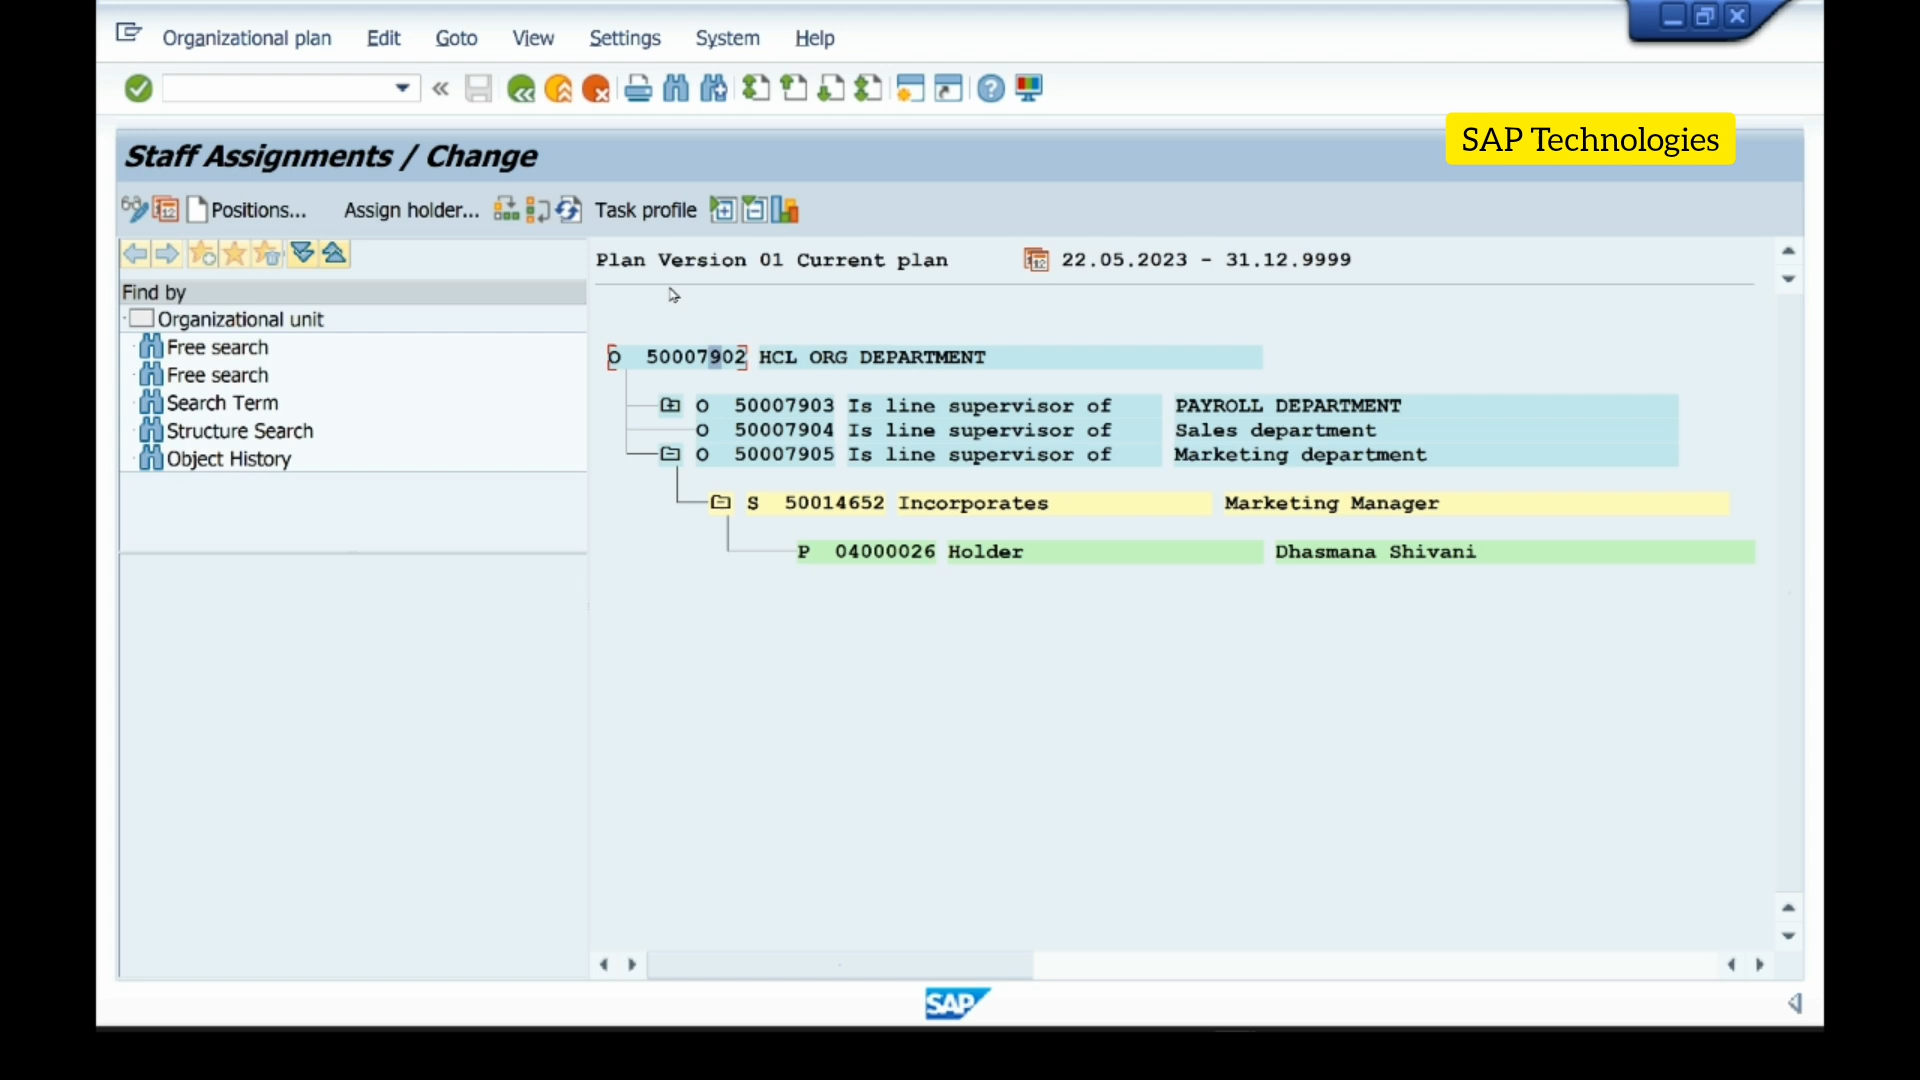 Organizational plan Edit Goto View Settings System Help
SAP Technologies
Staff Assignments / Change
Positions... Assign holder... Task profile
Find by
Organizational unit
Free search
Free search
Search Term
Structure Search
Object History
Plan Version 01 Current plan 22.05.2023 - 31.12.9999
O 50007902 HCL ORG DEPARTMENT
O 50007903 Is line supervisor of PAYROLL DEPARTMENT
O 50007904 Is line supervisor of Sales department
O 50007905 Is line supervisor of Marketing department
S 50014652 Incorporates Marketing Manager
P 04000026 Holder Dhasmana Shivani
SAP